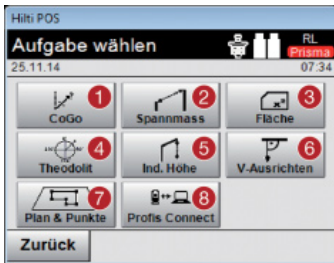 Hilti POS
Aufgabe wählen RL
Prisma
25.11.14 07:34
1 2 3
CoGo Spannmass Fläche
4 5 6
Theodolit Ind. Höhe V-Ausrichten
7 8
Plan & Punkte Profis Connect
Zurück